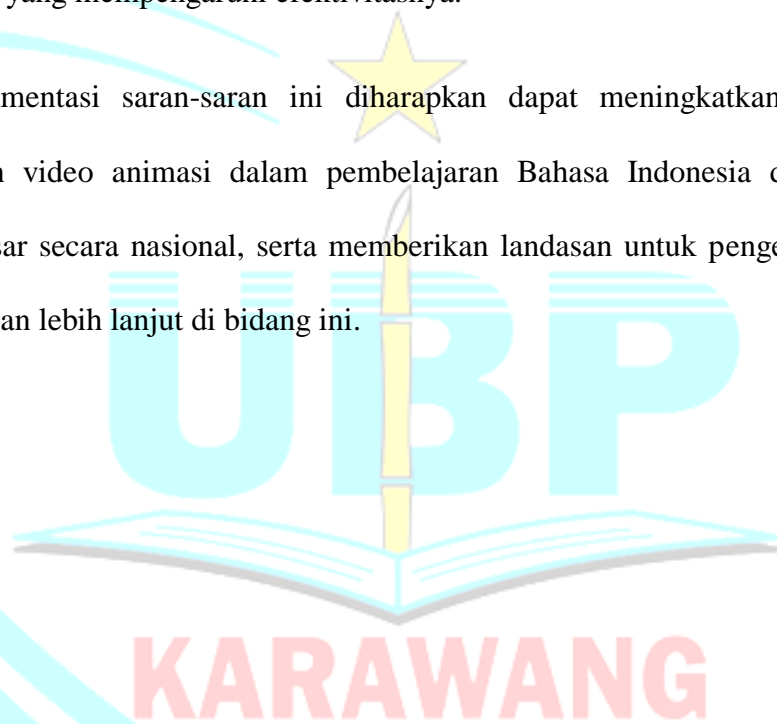 yang mempengaruhi efektivitasnya.
mentasi saran-saran ini diharapkan dapat meningkatkan
video animasi dalam pembelajaran Bahasa Indonesia
sar secara nasional, serta memberikan landasan untuk penge
an lebih lanjut di bidang ini.
UBP
KARAWANG